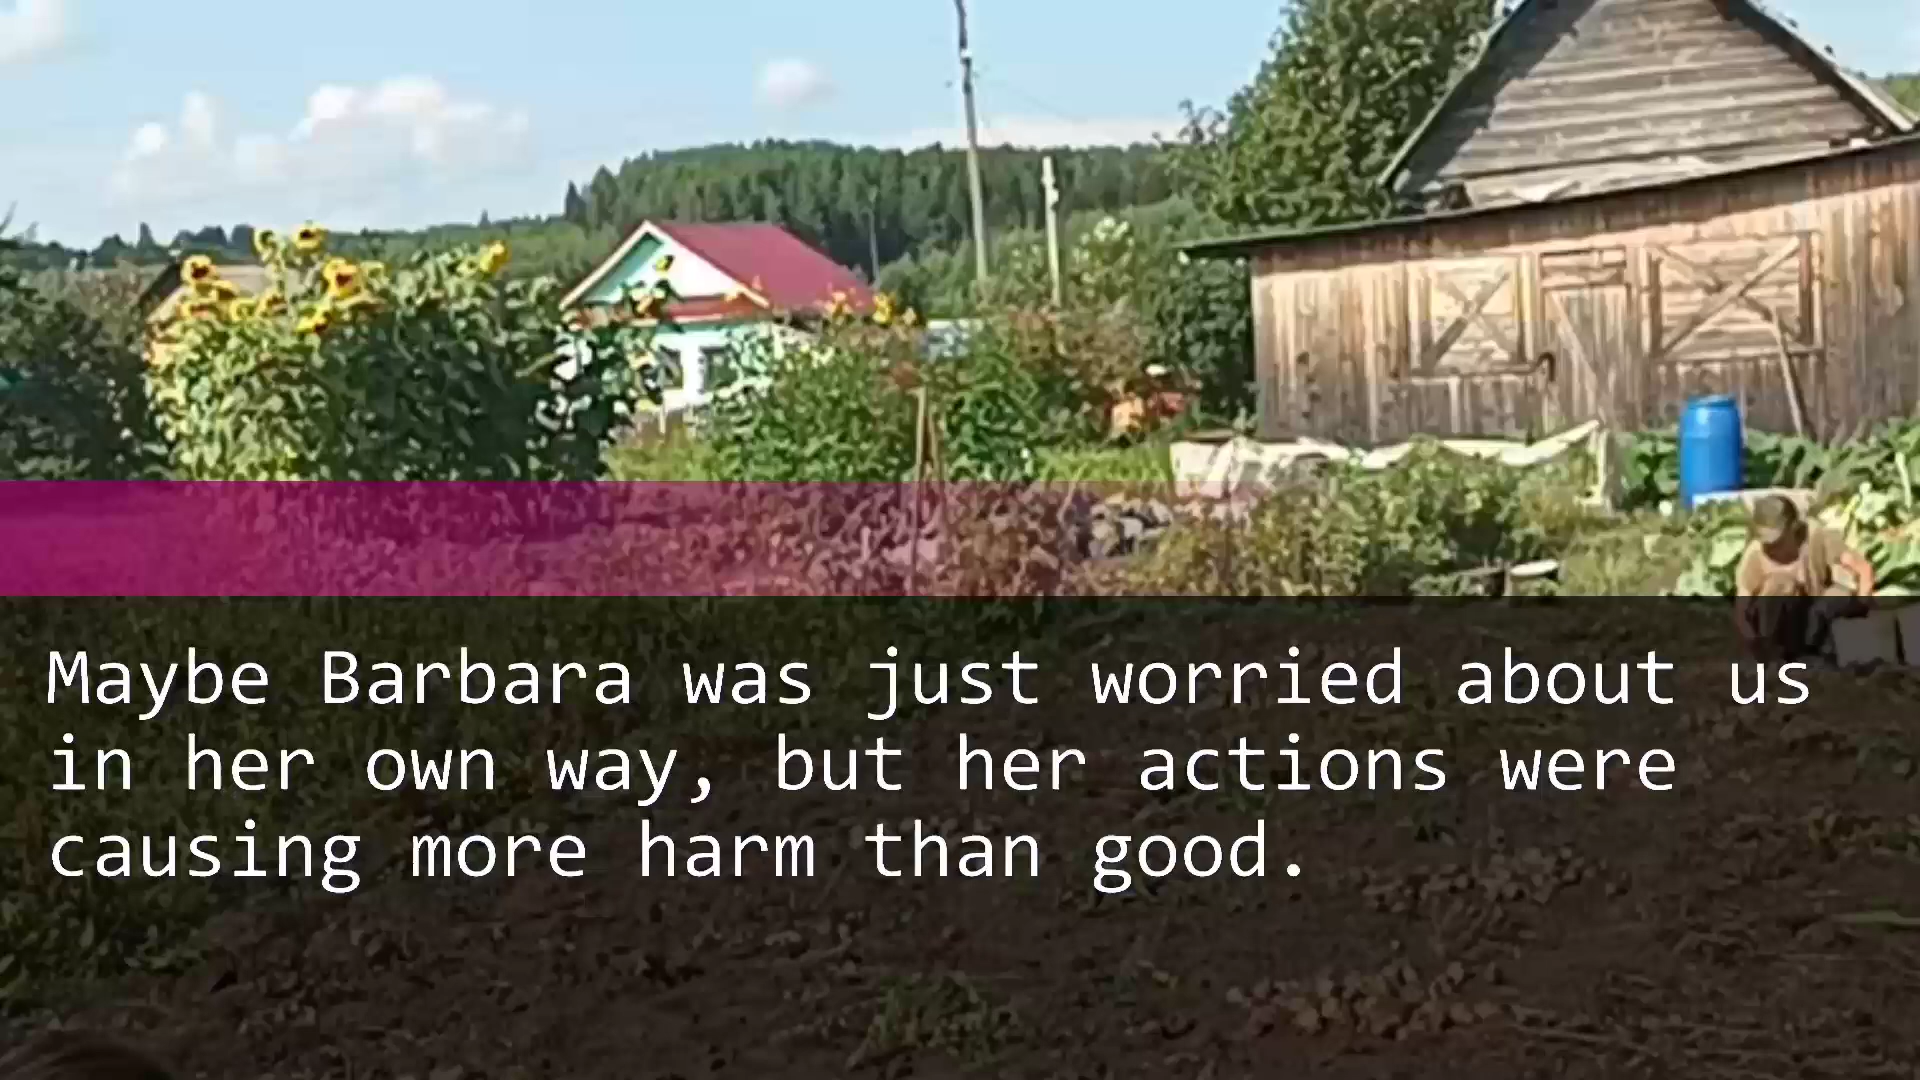 Maybe Barbara was just worried about us
in her own way, but her actions were
causing more harm than good.